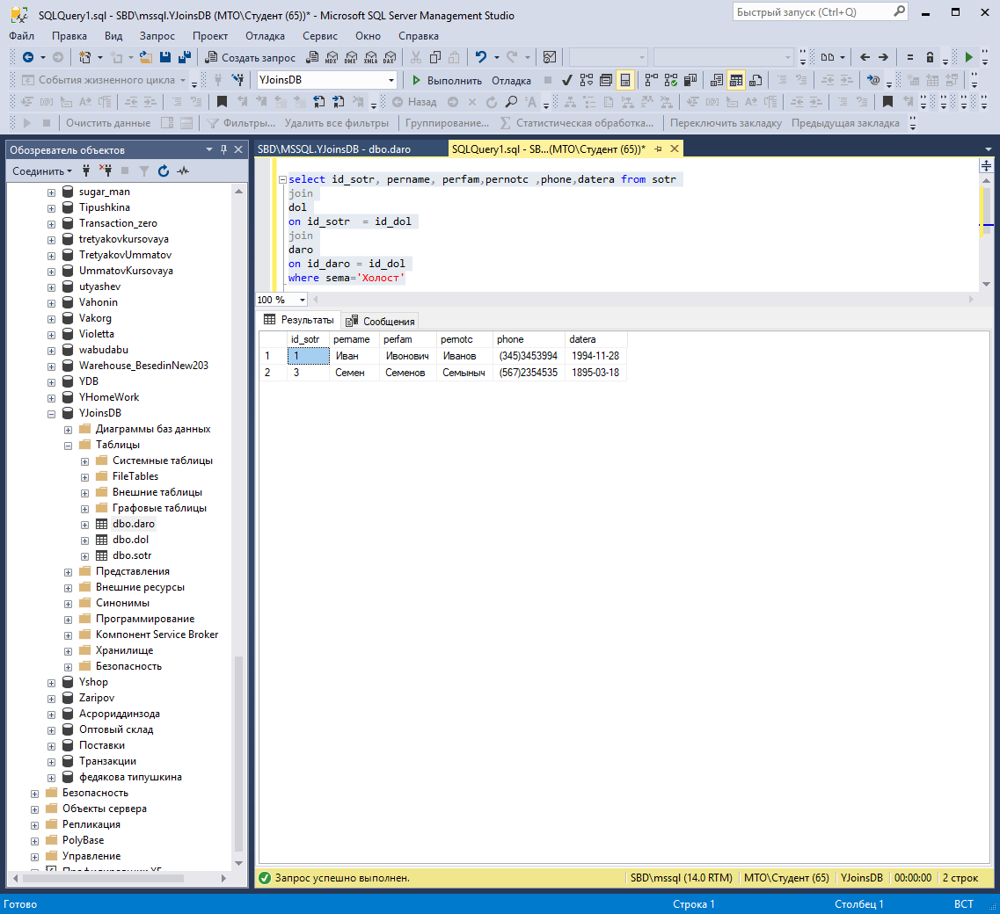 SQLQuery1.sql - SBD\mssql.YJoinsDB (МТО\Студент (65))* - Microsoft SQL Server Management Studio
Быстрый запуск (Ctrl+Q)
Файл Правка Вид Запрос Проект Отладка Сервис Окно Справка
Создать запрос MDX DMX XMLA DAX
События жизненного цикла YJoinsDB Выполнить Отладка
Назад
Очистить данные Фильтры... Удалить все фильтры Группирование... Статистическая обработка... Переключить закладку Предыдущая закладка
Обозреватель объектов
Соединить
sugar_man
Tipushkina
Transaction_zero
tretyakovkursovaya
TretyakovUmmatov
UmmatovKursovaya
utyashev
Vahonin
Vakorg
Violetta
wabudabu
Warehouse_BesedinNew203
YDB
YHomeWork
YJoinsDB
Диаграммы баз данных
Таблицы
Системные таблицы
FileTables
Внешние таблицы
Графовые таблицы
dbo.daro
dbo.dol
dbo.sotr
Представления
Внешние ресурсы
Синонимы
Программирование
Компонент Service Broker
Хранилище
Безопасность
Yshop
Zaripov
Асрориддинзода
Оптовый склад
Поставки
Транзакции
федякова типушкина
Безопасность
Объекты сервера
Репликация
PolyBase
Управление
SBD\MSSQL.YJoinsDB - dbo.daro SQLQuery1.sql - SB...(МТО\Студент (65))*
select id_sotr, pername, perfam,pernotc ,phone,datera from sotr
join
dol
on id_sotr = id_dol
join
daro
on id_daro = id_dol
where sema='Холост'
100 %
Результаты Сообщения
id_sotr pername perfam pernotc phone datera
1 1 Иван Ивонович Иванов (345)3453994 1994-11-28
2 3 Семен Семенов Семыныч (567)2354535 1895-03-18
Запрос успешно выполнен. SBD\mssql (14.0 RTM) МТО\Студент (65) YJoinsDB 00:00:00 2 строк
Готово Строка 1 Столбец 1 ВСТ